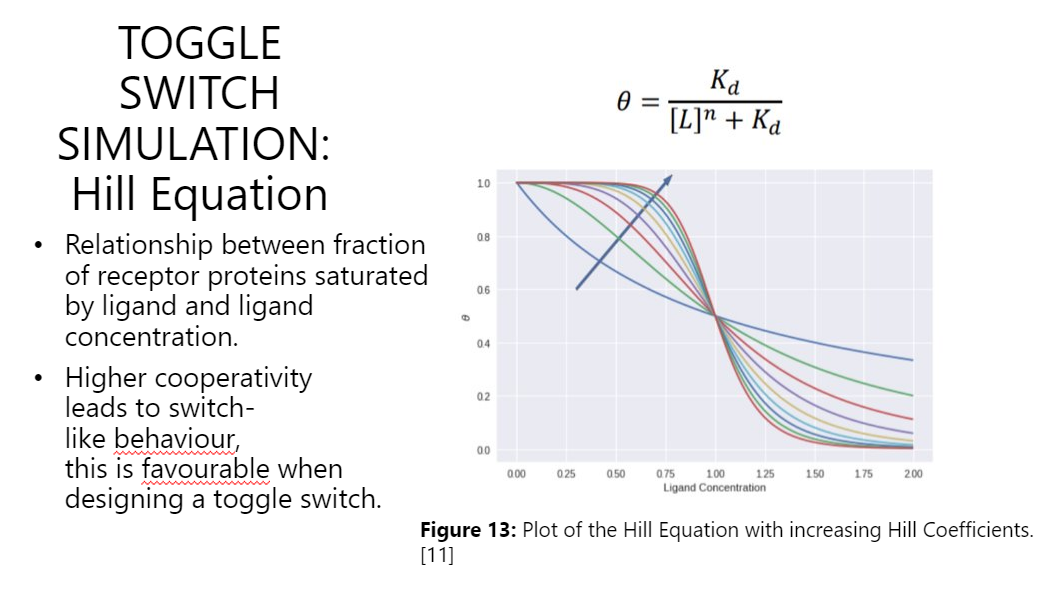 TOGGLE
SWITCH
SIMULATION:
Hill Equation
• Relationship between fraction
of receptor proteins saturated
by ligand and ligand
concentration.
• Higher cooperativity
leads to switch-
like behaviour,
this is favourable when
designing a toggle switch.
θ = K_d / ([L]^n + K_d)
1.0
0.8
0.6
0.4
0.2
0.0
θ
0.00 0.25 0.50 0.75 1.00 1.25 1.50 1.75 2.00
Ligand Concentration
Figure 13: Plot of the Hill Equation with increasing Hill Coefficients.
[11]